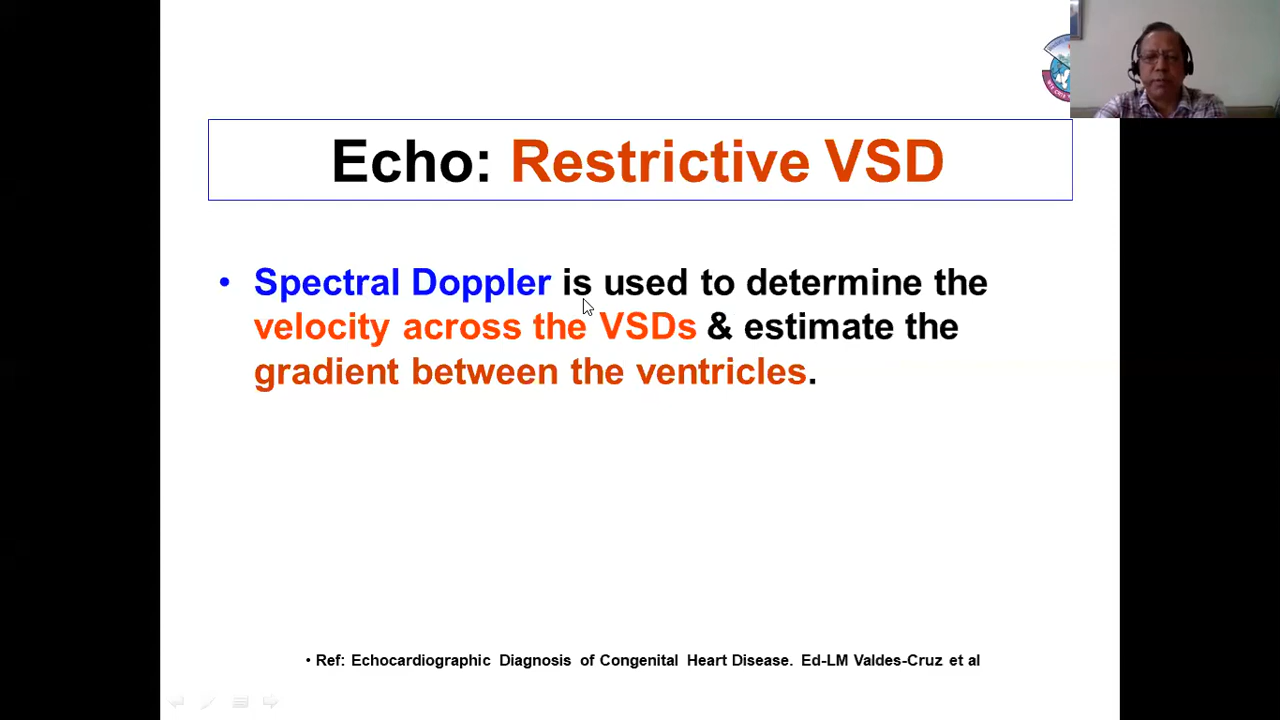 Echo: Restrictive VSD
• Spectral Doppler is used to determine the
velocity across the VSDs & estimate the
gradient between the ventricles.
• Ref: Echocardiographic Diagnosis of Congenital Heart Disease. Ed-LM Valdes-Cruz et al